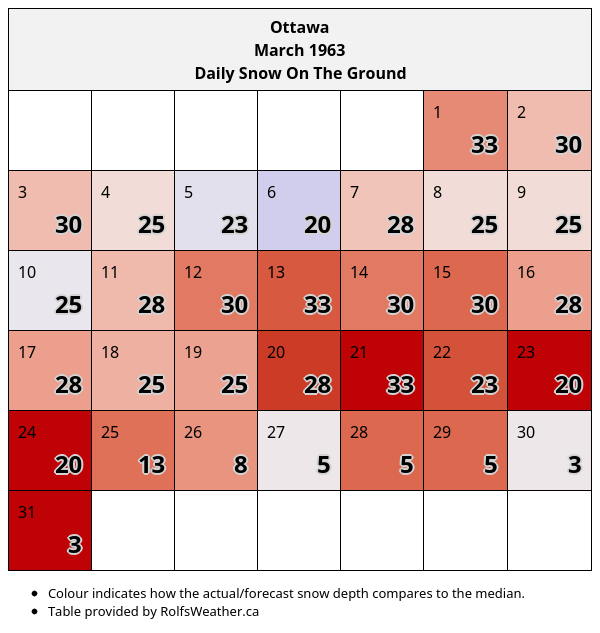 Ottawa
March 1963
Daily Snow On The Ground
1 2
33 30
3 4 5 6 7 8 9
30 25 23 20 28 25 25
10 11 12 13 14 15 16
25 28 30 33 30 30 28
17 18 19 20 21 22 23
28 25 25 28 33 23 20
24 25 26 27 28 29 30
20 13 8 5 5 5 3
31
3
• Colour indicates how the actual/forecast snow depth compares to the median.
• Table provided by RolfsWeather.ca